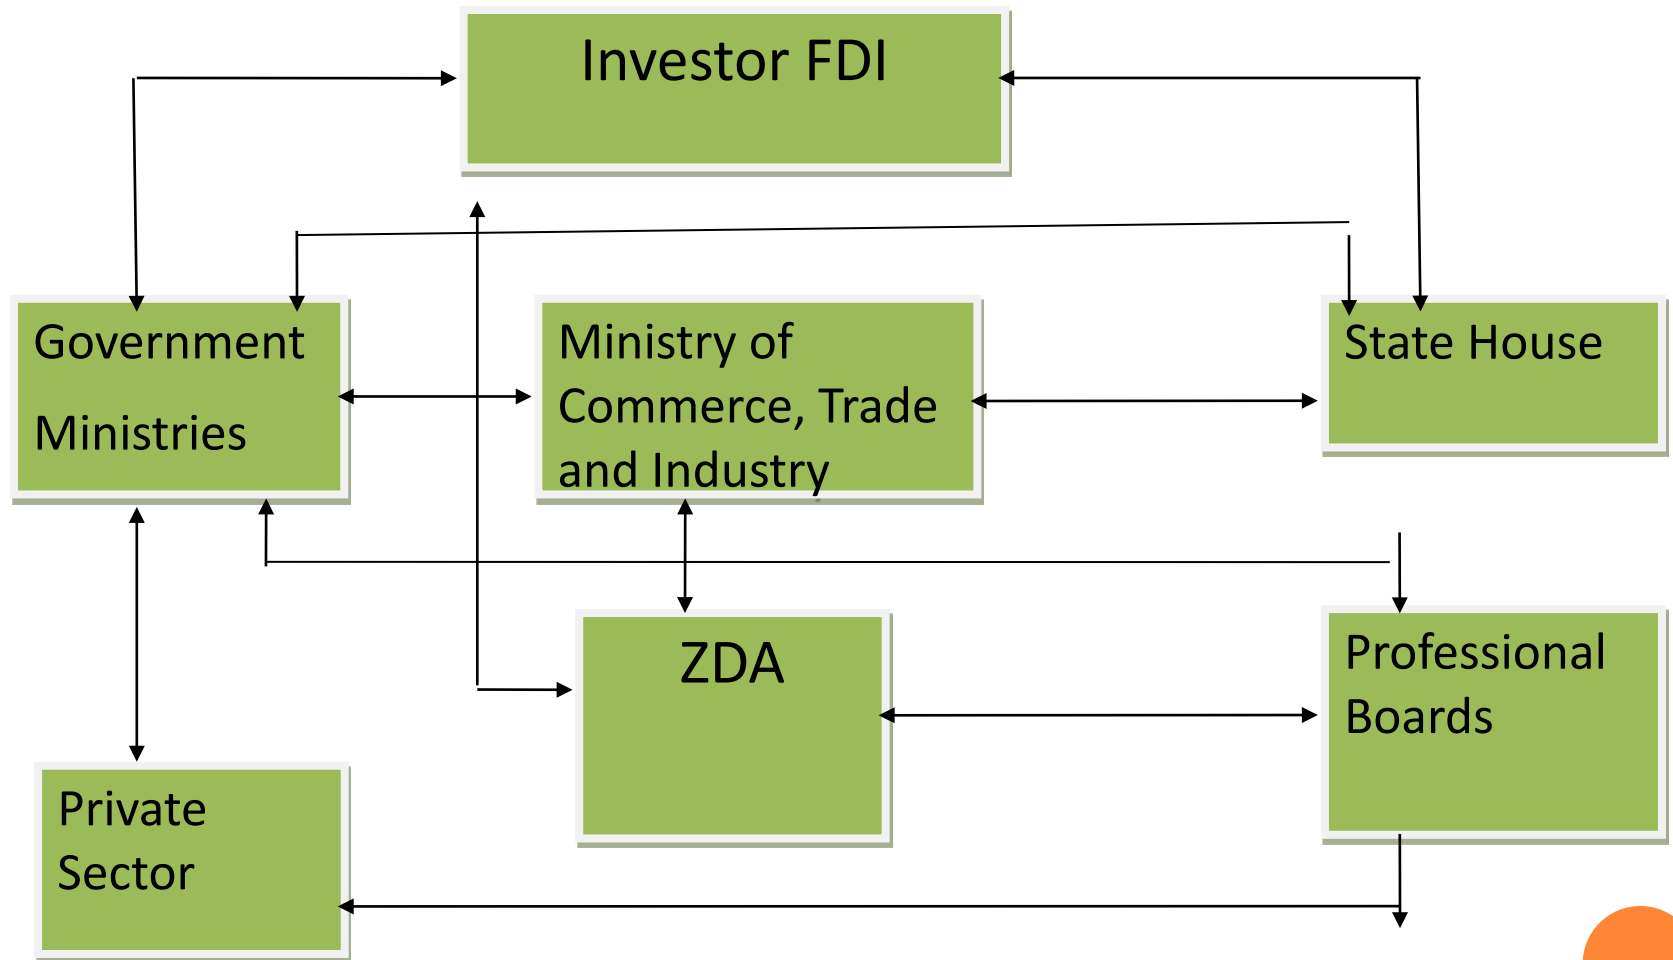 Investor FDI
Government
Ministries
Ministry of
Commerce, Trade
and Industry
State House
ZDA
Professional
Boards
Private
Sector